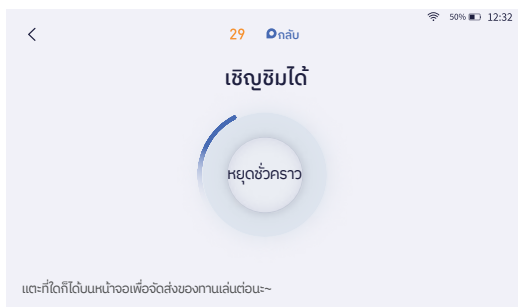 50% 12:32
29 กลับ
เชิญชิมได้
หยุดชั่วคราว
แตะที่ใดก็ได้บนหน้าจอเพื่อจัดส่งของทานเล่นต่อนะ~